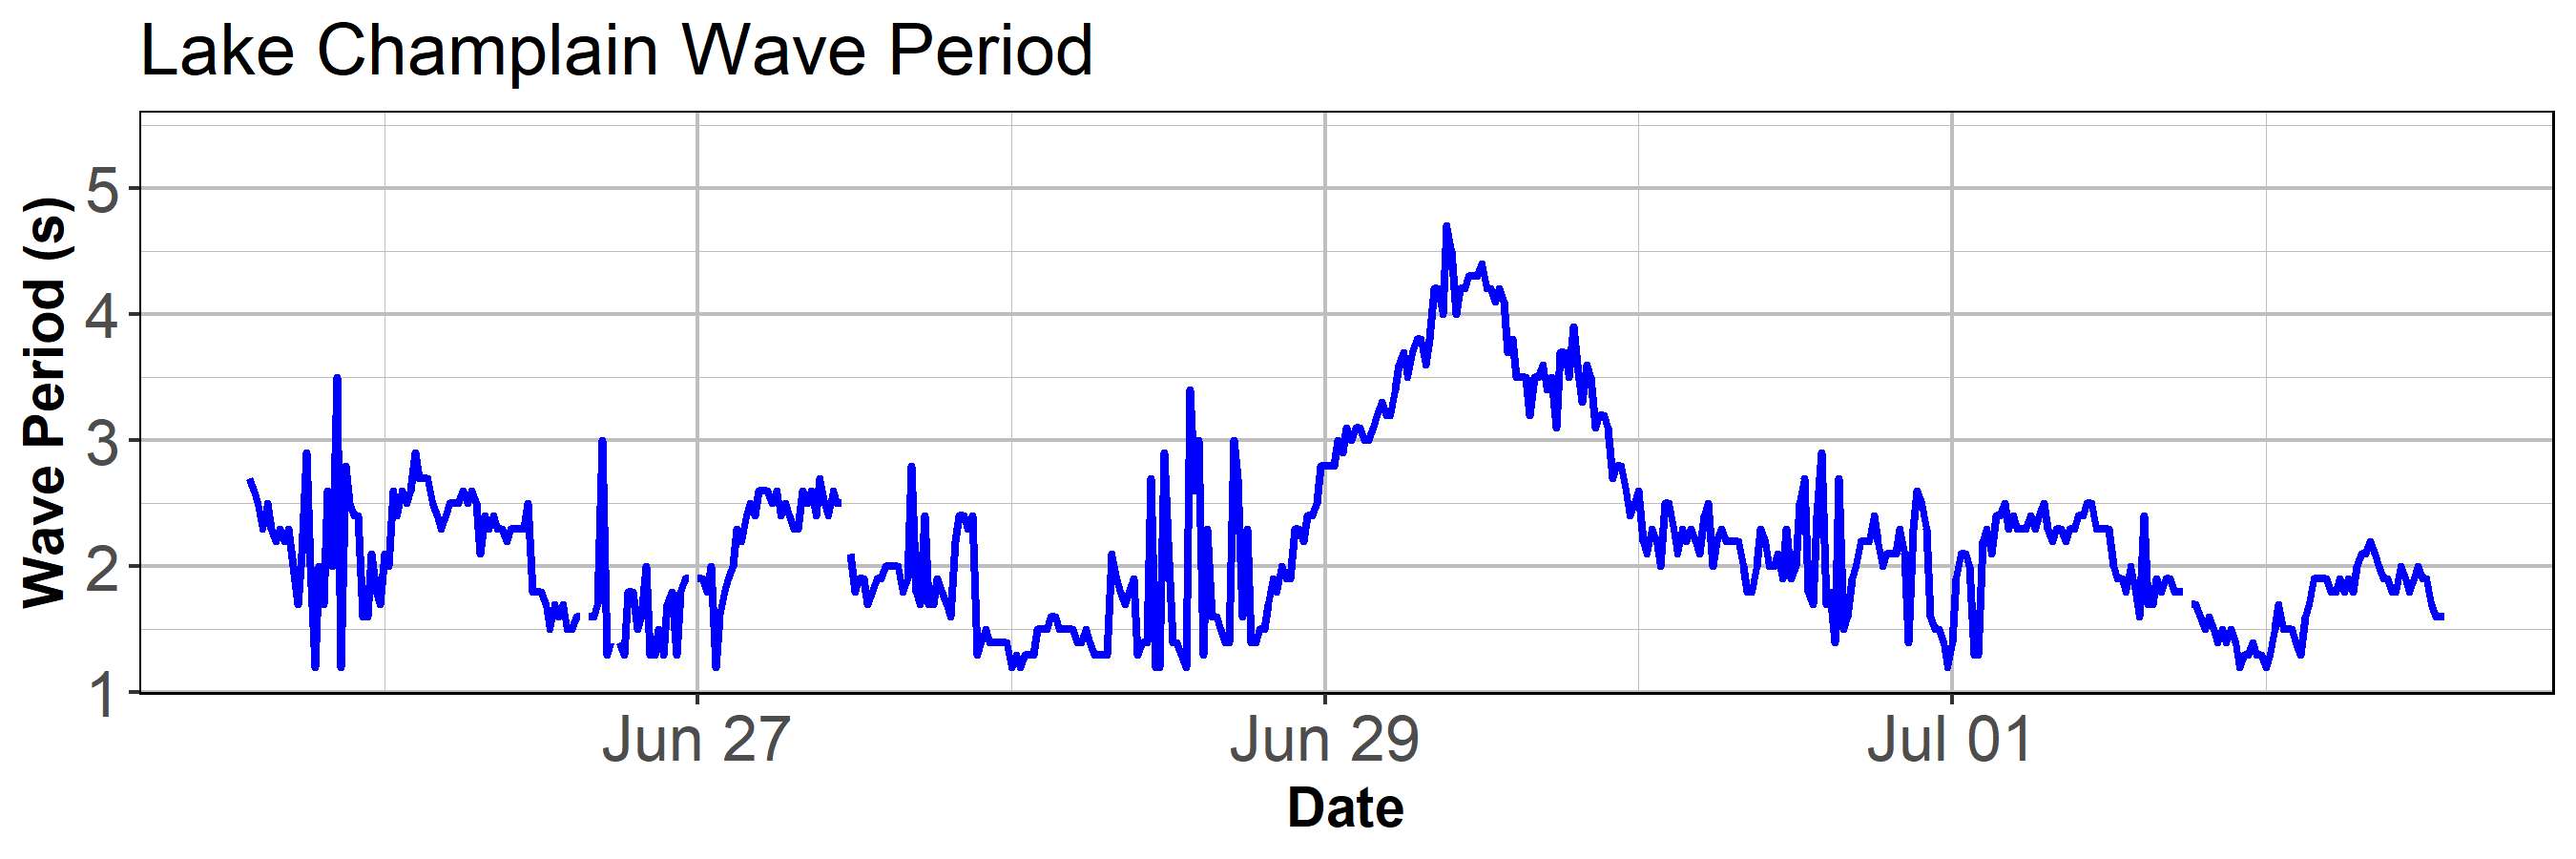 Lake Champlain Wave Period
Wave Period (s)
5
4
3
2
1
Jun 27
Jun 29
Jul 01
Date